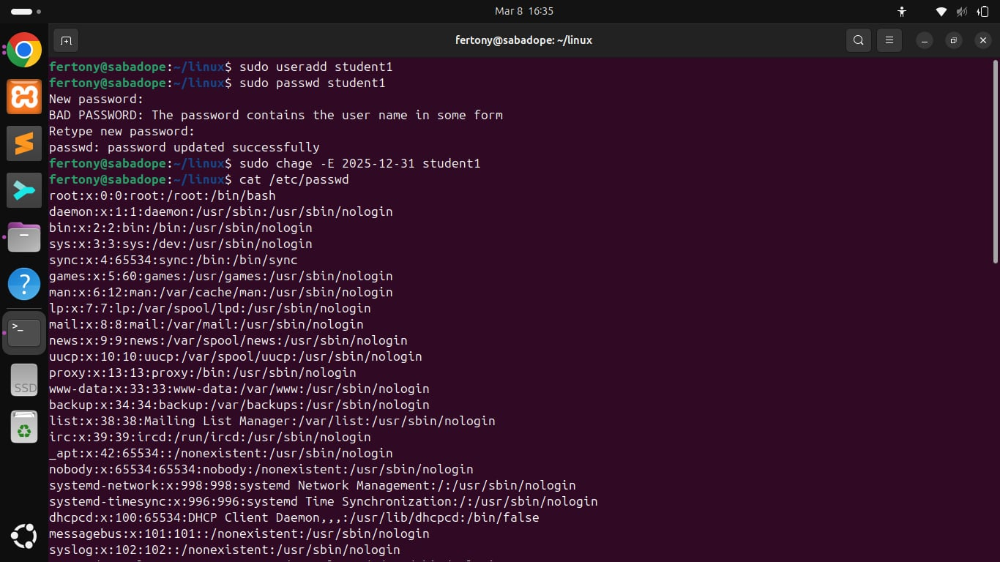 Mar 8 16:35
fertony@sabadope: ~/linux
fertony@sabadope:~/linux$ sudo useradd student1
fertony@sabadope:~/linux$ sudo passwd student1
New password:
BAD PASSWORD: The password contains the user name in some form
Retype new password:
passwd: password updated successfully
fertony@sabadope:~/linux$ sudo chage -E 2025-12-31 student1
fertony@sabadope:~/linux$ cat /etc/passwd
root:x:0:0:root:/root:/bin/bash
daemon:x:1:1:daemon:/usr/sbin:/usr/sbin/nologin
bin:x:2:2:bin:/bin:/usr/sbin/nologin
sys:x:3:3:sys:/dev:/usr/sbin/nologin
sync:x:4:65534:sync:/bin:/bin/sync
games:x:5:60:games:/usr/games:/usr/sbin/nologin
man:x:6:12:man:/var/cache/man:/usr/sbin/nologin
lp:x:7:7:lp:/var/spool/lpd:/usr/sbin/nologin
mail:x:8:8:mail:/var/mail:/usr/sbin/nologin
news:x:9:9:news:/var/spool/news:/usr/sbin/nologin
uucp:x:10:10:uucp:/var/spool/uucp:/usr/sbin/nologin
proxy:x:13:13:proxy:/bin:/usr/sbin/nologin
www-data:x:33:33:www-data:/var/www:/usr/sbin/nologin
backup:x:34:34:backup:/var/backups:/usr/sbin/nologin
list:x:38:38:Mailing List Manager:/var/list:/usr/sbin/nologin
irc:x:39:39:ircd:/run/ircd:/usr/sbin/nologin
_apt:x:42:65534::/nonexistent:/usr/sbin/nologin
nobody:x:65534:65534:nobody:/nonexistent:/usr/sbin/nologin
systemd-network:x:998:998:systemd Network Management:/:/usr/sbin/nologin
systemd-timesync:x:996:996:systemd Time Synchronization:/:/usr/sbin/nologin
dhcpcd:x:100:65534:DHCP Client Daemon,,,:/usr/lib/dhcpcd:/bin/false
messagebus:x:101:101::/nonexistent:/usr/sbin/nologin
syslog:x:102:102::/nonexistent:/usr/sbin/nologin
SSD